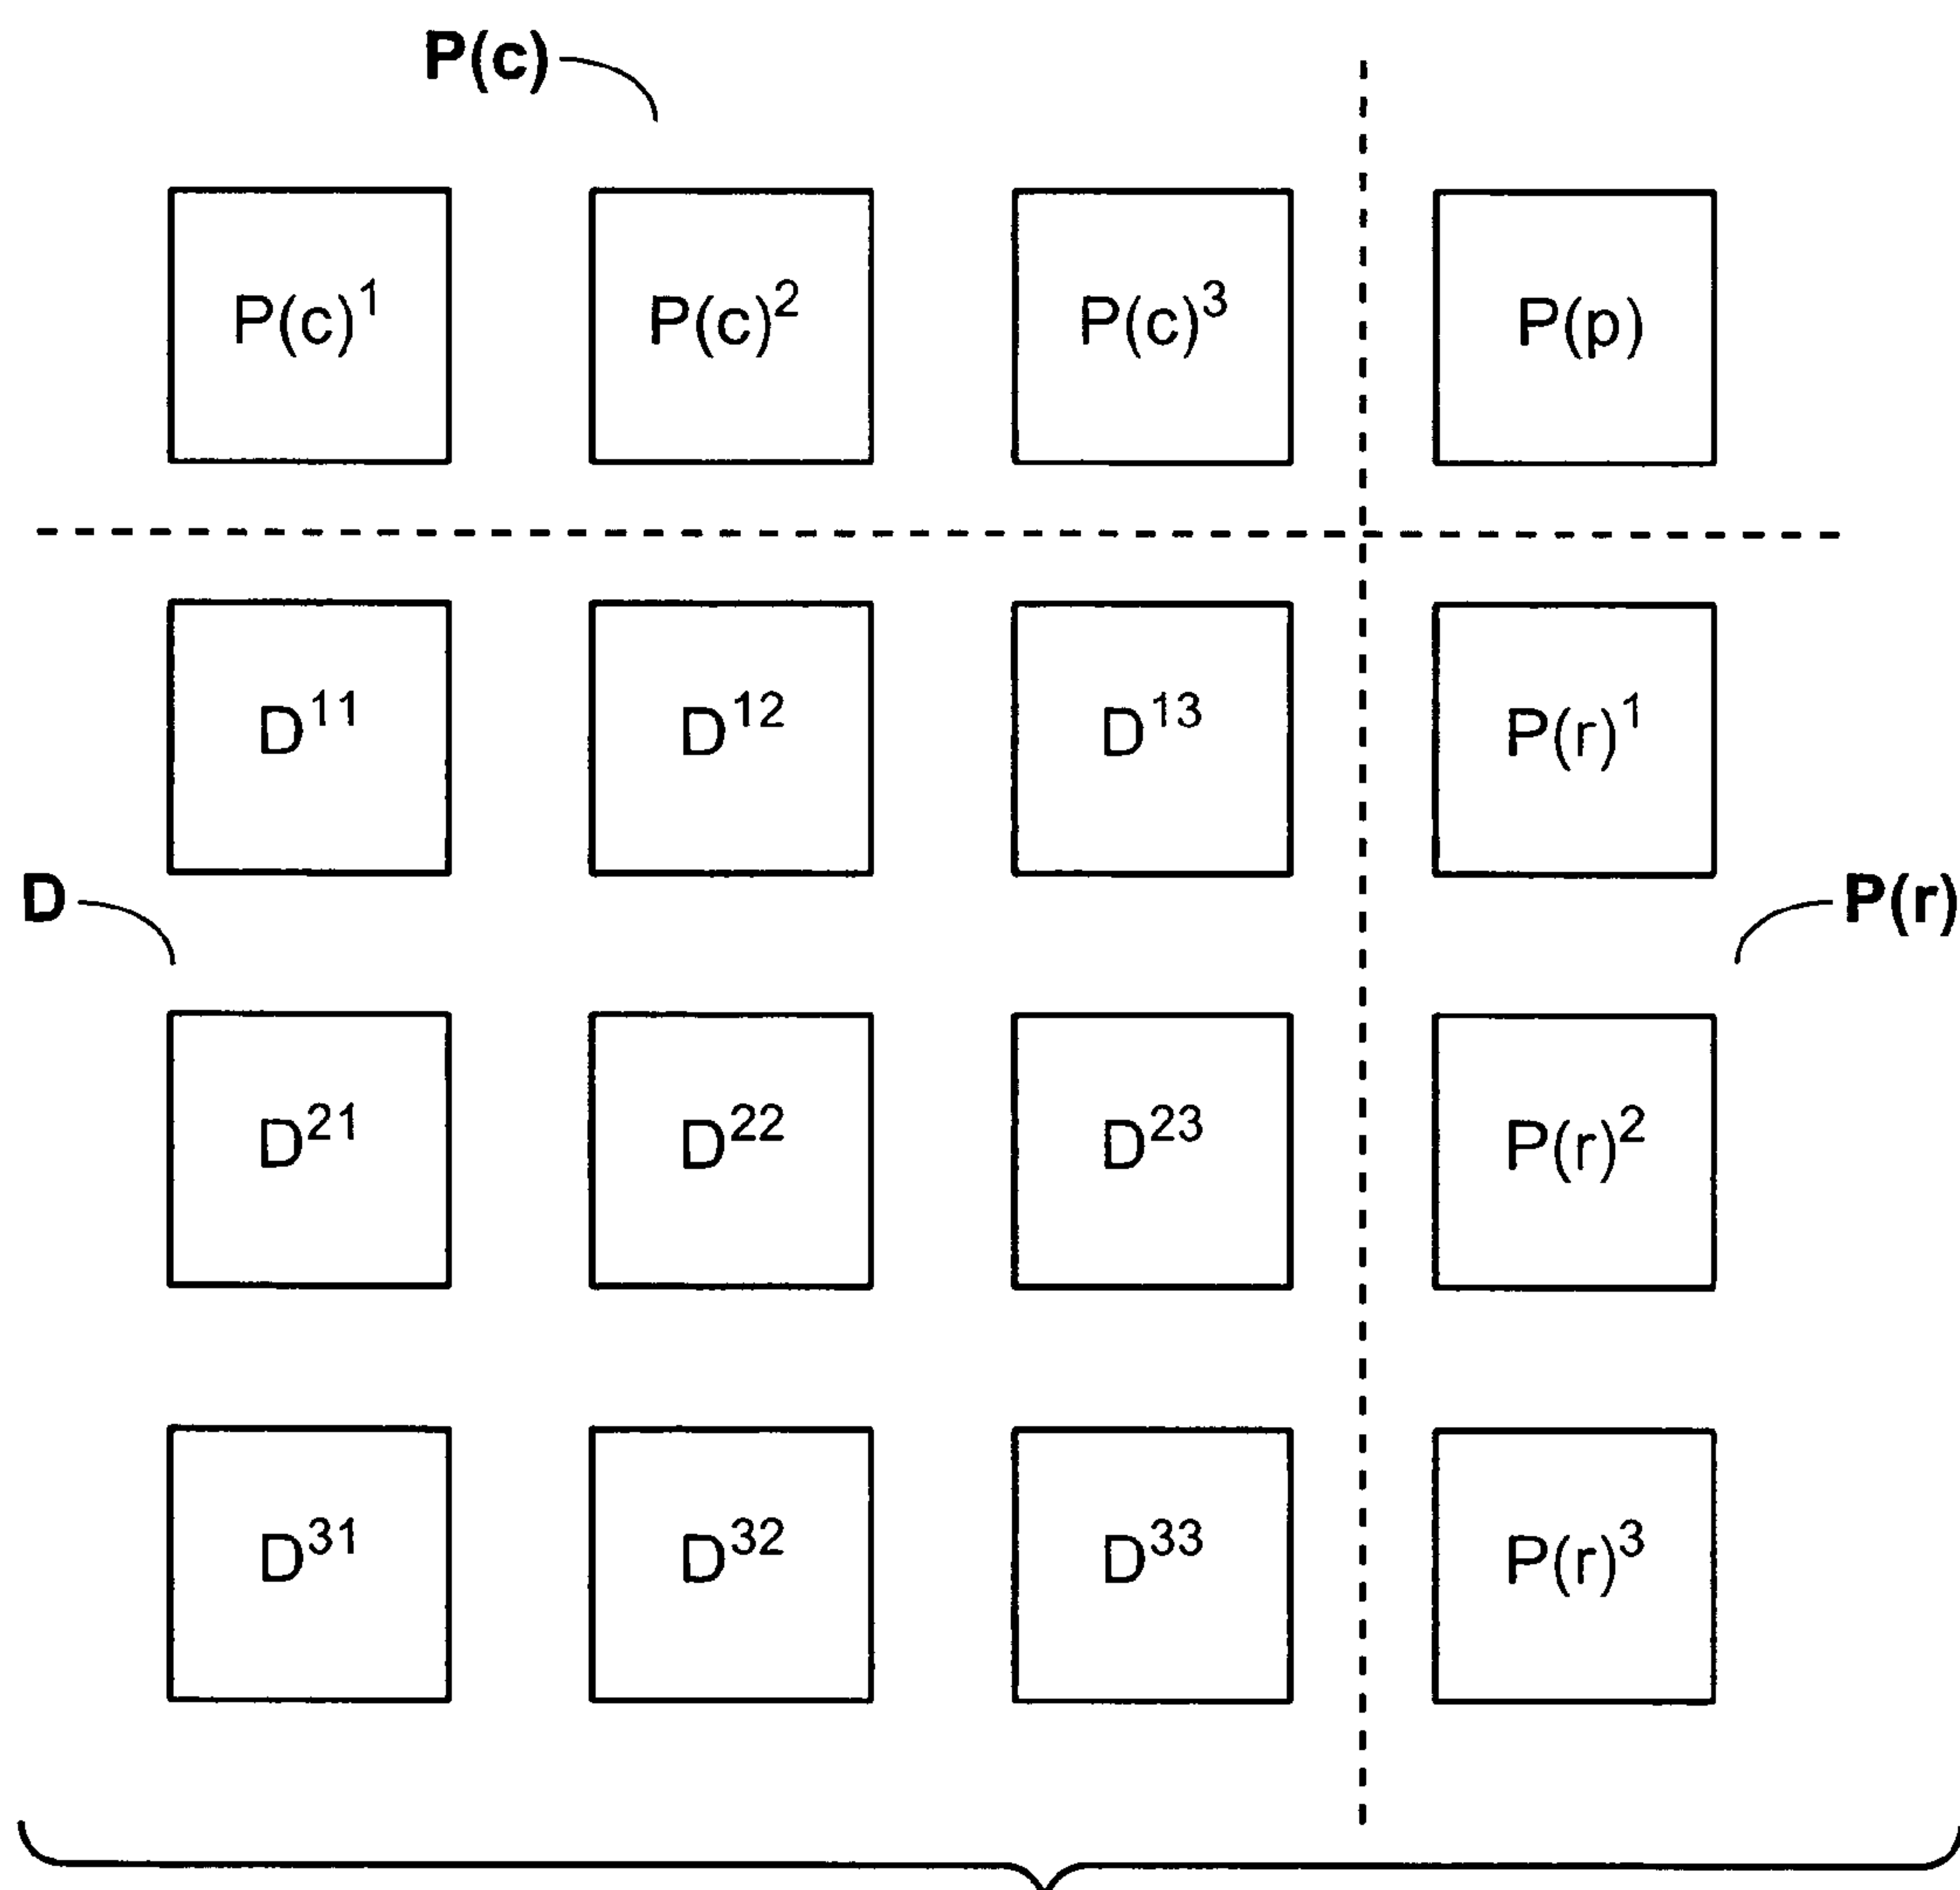 P(c)
P(c)¹ P(c)² P(c)³ P(p)
D¹¹ D¹² D¹³ P(r)¹
D P(r)
D²¹ D²² D²³ P(r)²
D³¹ D³² D³³ P(r)³